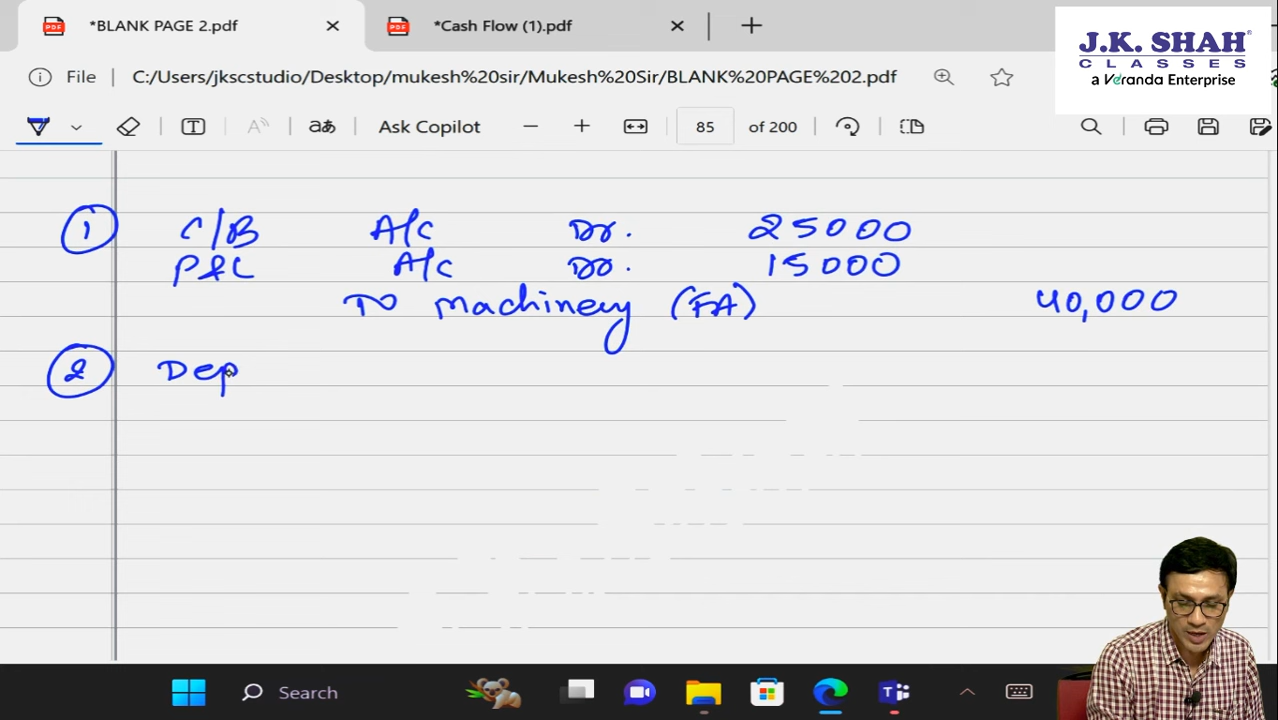 *BLANK PAGE 2.pdf
*Cash Flow (1).pdf
J.K. SHAH®
CLASSES
a Veranda Enterprise
File C:/Users/jkscstudio/Desktop/mukesh%20sir/Mukesh%20Sir/BLANK%20PAGE%202.pdf
aあ Ask Copilot 85 of 200
1 C/B A/c Dr. 25000
P&L A/c Dr. 15000
To machinery (FA) 40,000
2 Dep
Search